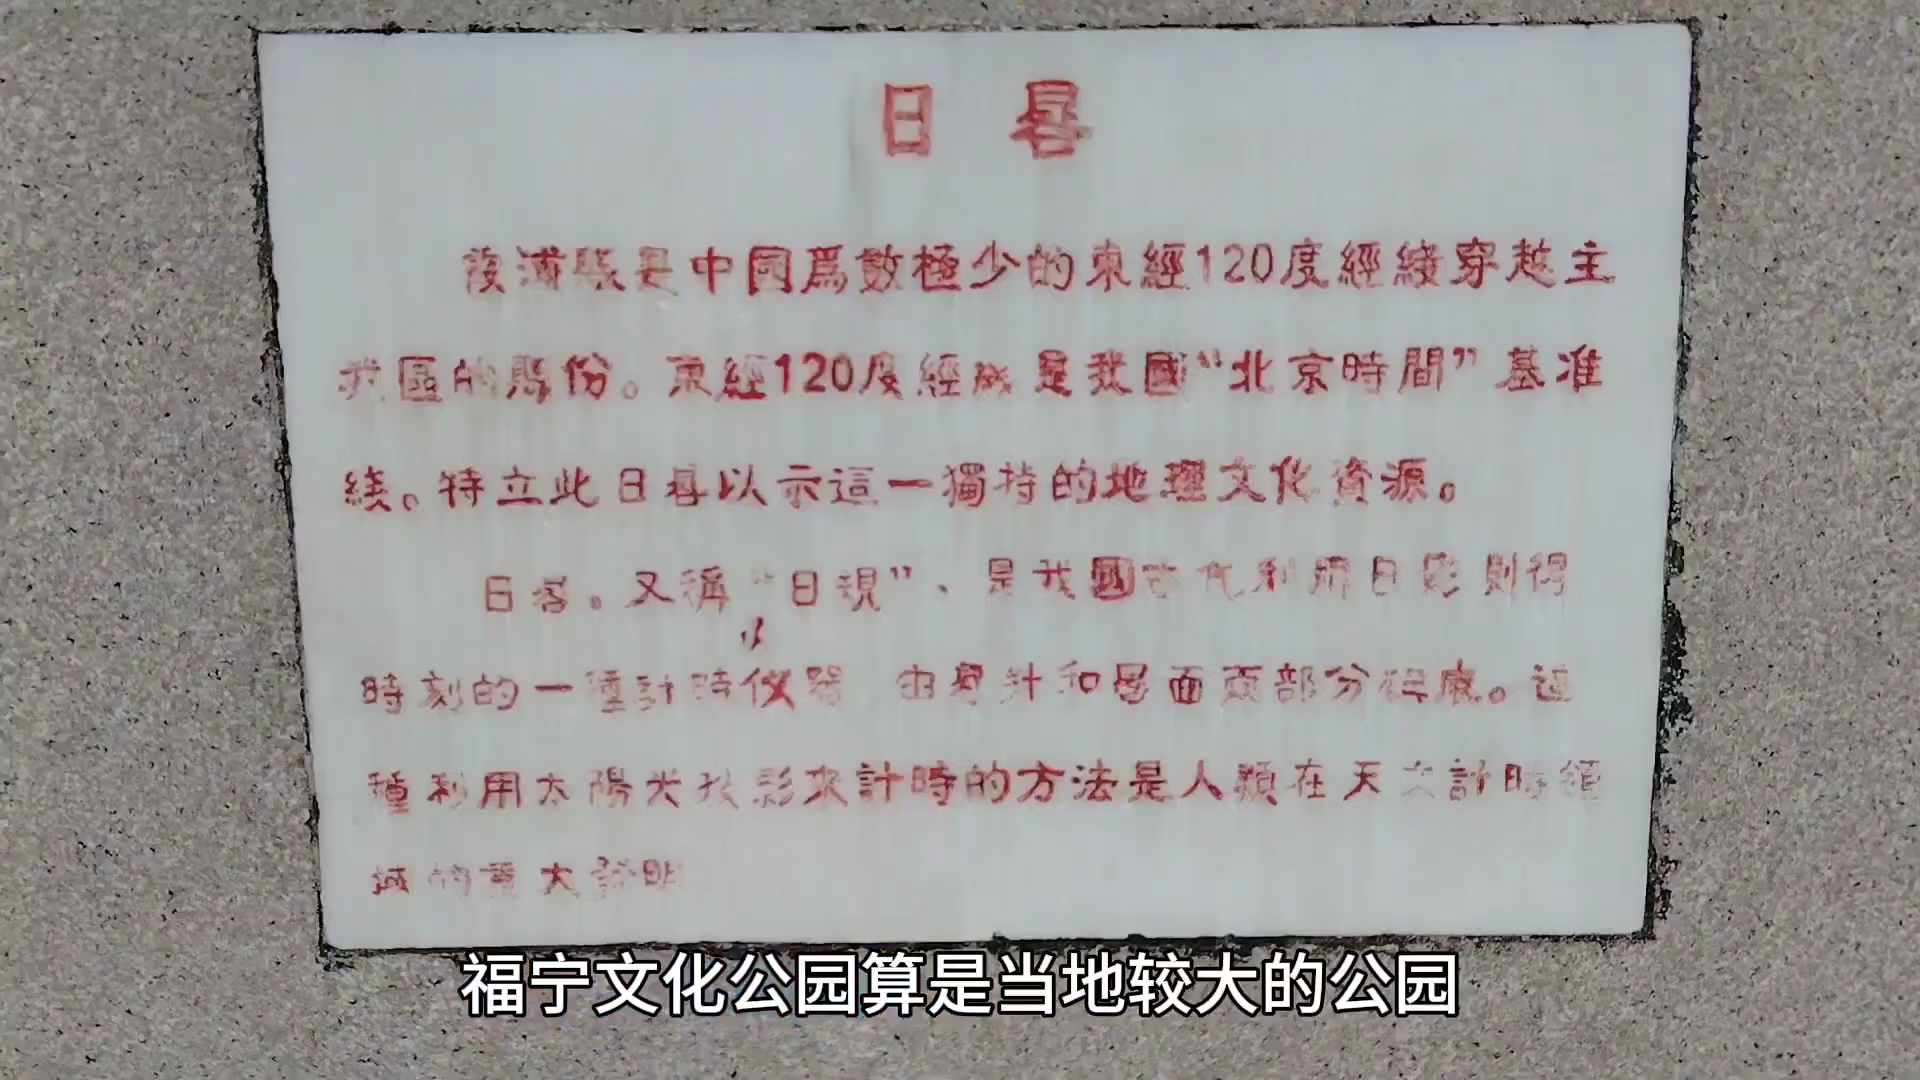 日晷
霞浦縣是中國爲數極少的東經120度經綫穿越主
城區的縣份。東經120度經綫是我國“北京時間”基准
綫。特立此日晷以示這一獨特的地理文化資源。
日晷。又稱“日規”、是我國古代利用日影測得
時刻的一種計時仪器 由晷針和晷面兩部分組成。這
種利用太陽光投影來計時的方法是人類在天文計時領
域的重大發明
福宁文化公园算是当地较大的公园